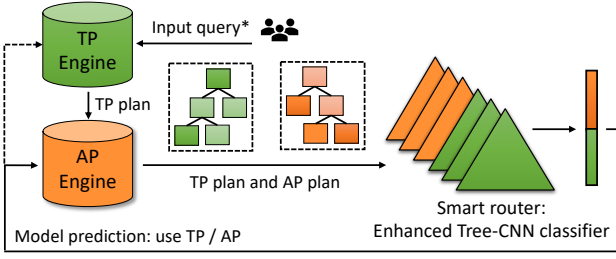 TP
Engine
Input query*
TP plan
AP
Engine
TP plan and AP plan
Smart router:
Enhanced Tree-CNN classifier
Model prediction: use TP / AP